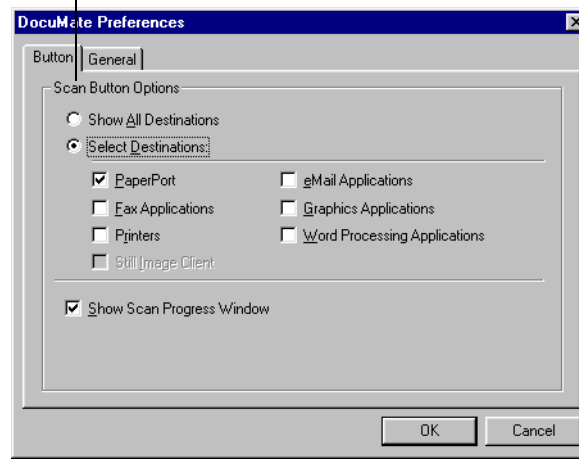 DocuMate Preferences
Button General
Scan Button Options
Show All Destinations
Select Destinations:
PaperPort eMail Applications
Fax Applications Graphics Applications
Printers Word Processing Applications
Still Image Client
Show Scan Progress Window
OK Cancel